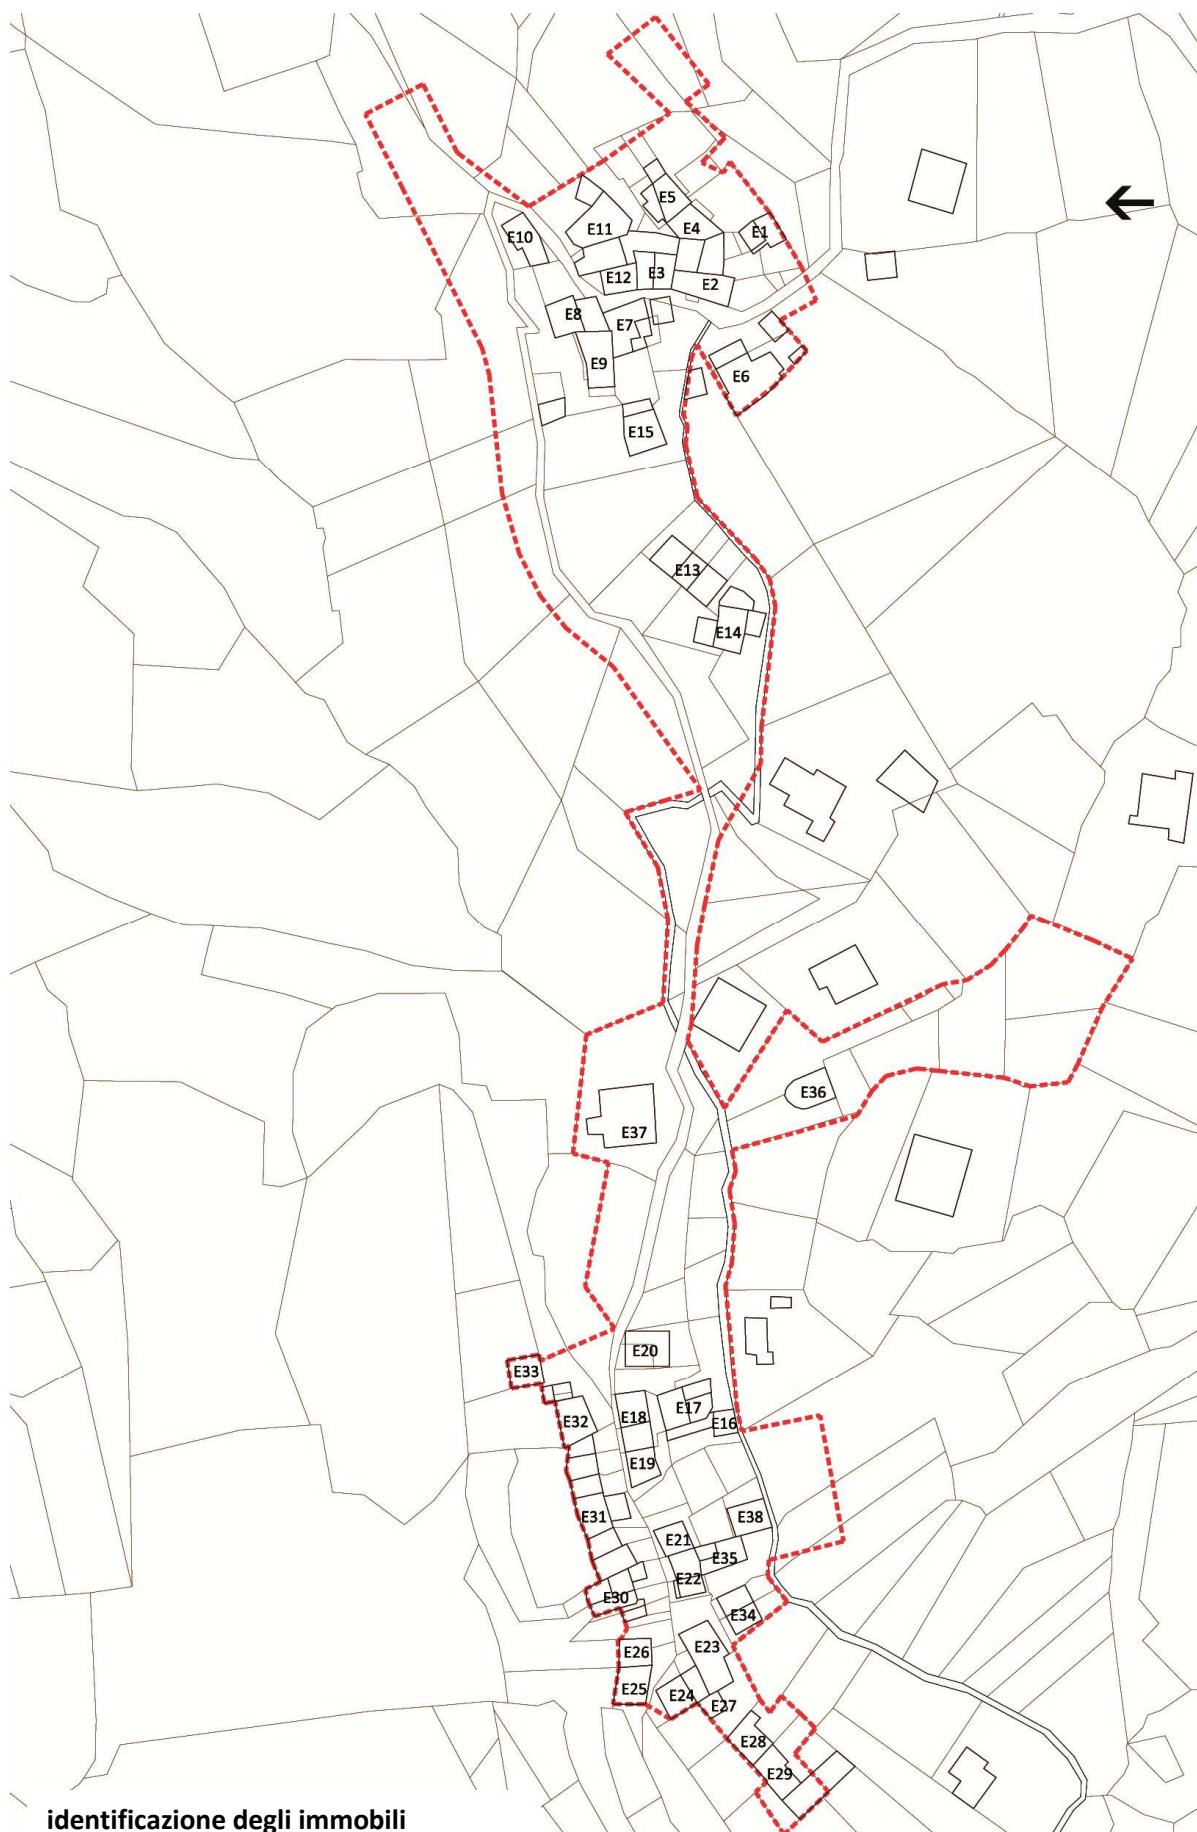 E5
E11
E4
E1
E10
E12
E3
E2
E8
E7
E9
E6
E15
E13
E14
E36
E37
E20
E33
E18
E17
E32
E16
E19
E31
E38
E21
E35
E22
E30
E34
E26
E23
E25
E24
E27
E28
E29
identificazione degli immobili